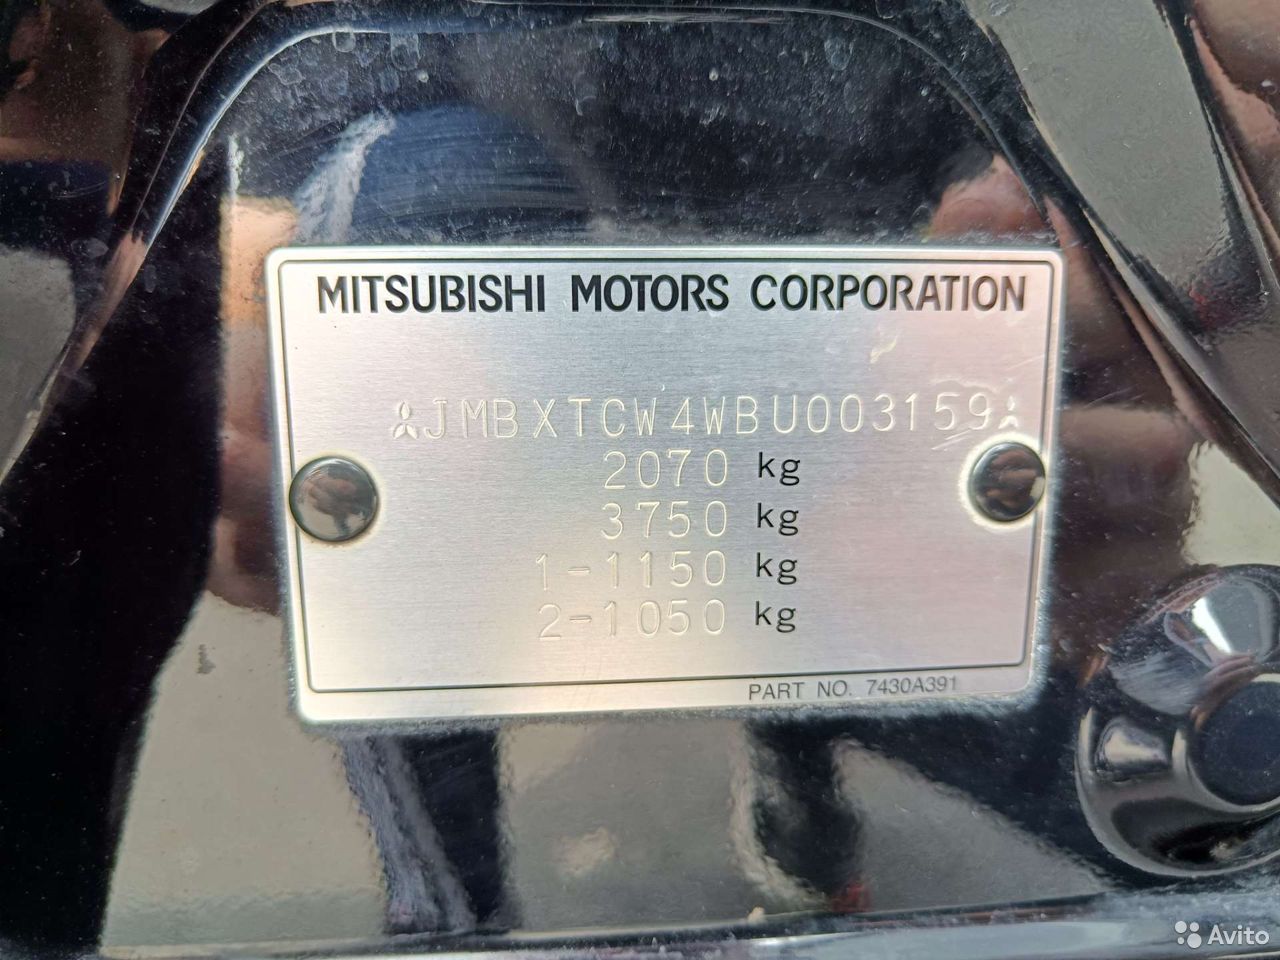 MITSUBISHI MOTORS CORPORATION
JMBXTCW4WBU003159
2070 kg
3750 kg
1-1150 kg
2-1050 kg
PART NO. 7430A391
Avito